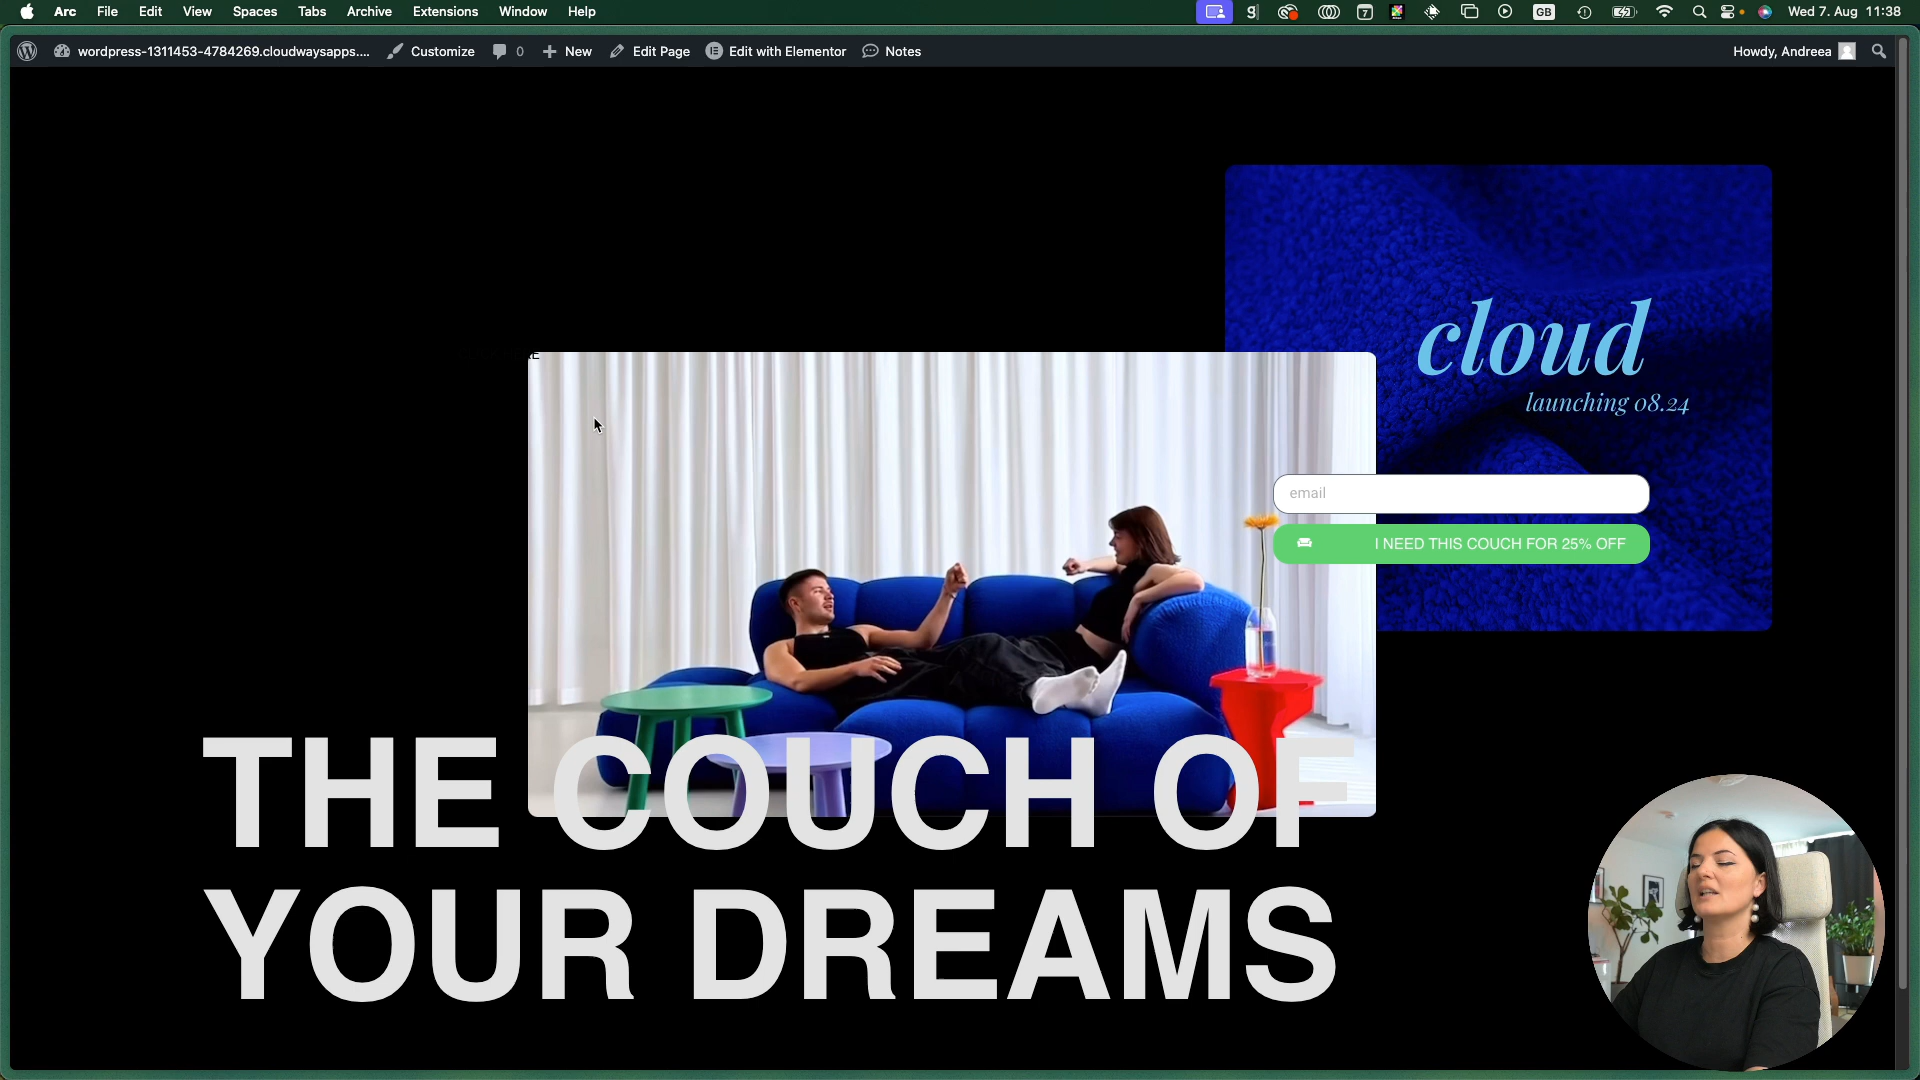 Arc File Edit View Spaces Tabs Archive Extensions Window Help
7 GB Wed 7. Aug 11:38
wordpress-1311453-4784269.cloudwaysapps.... Customize 0 New Edit Page Edit with Elementor Notes
Howdy, Andreea
cloud
launching 08.24
email
I NEED THIS COUCH FOR 25% OFF
THE COUCH OF
YOUR DREAMS